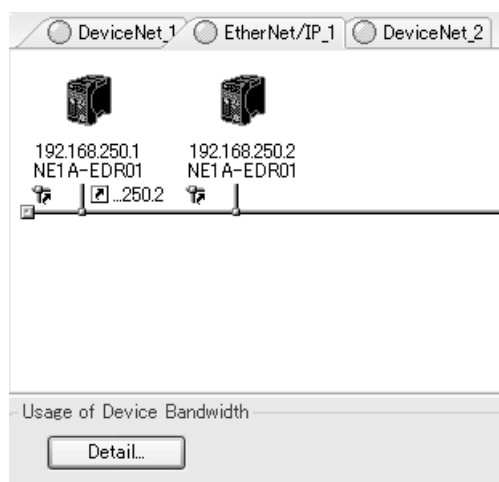 DeviceNet_1 EtherNet/IP_1 DeviceNet_2
192.168.250.1 192.168.250.2
NE1A-EDR01 NE1A-EDR01
...250.2
Usage of Device Bandwidth
Detail...